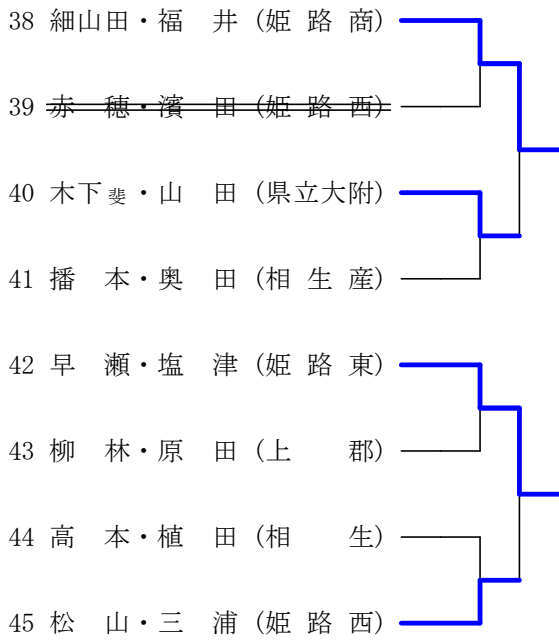 38 細山田・福　井 (姫 路 商)
39 赤　穂・濱　田 (姫 路 西)
40 木下斐・山　田 (県立大附)
41 播　本・奥　田 (相 生 産)
42 早　瀬・塩　津 (姫 路 東)
43 柳　林・原　田 (上　　郡)
44 高　本・植　田 (相　　生)
45 松　山・三　浦 (姫 路 西)